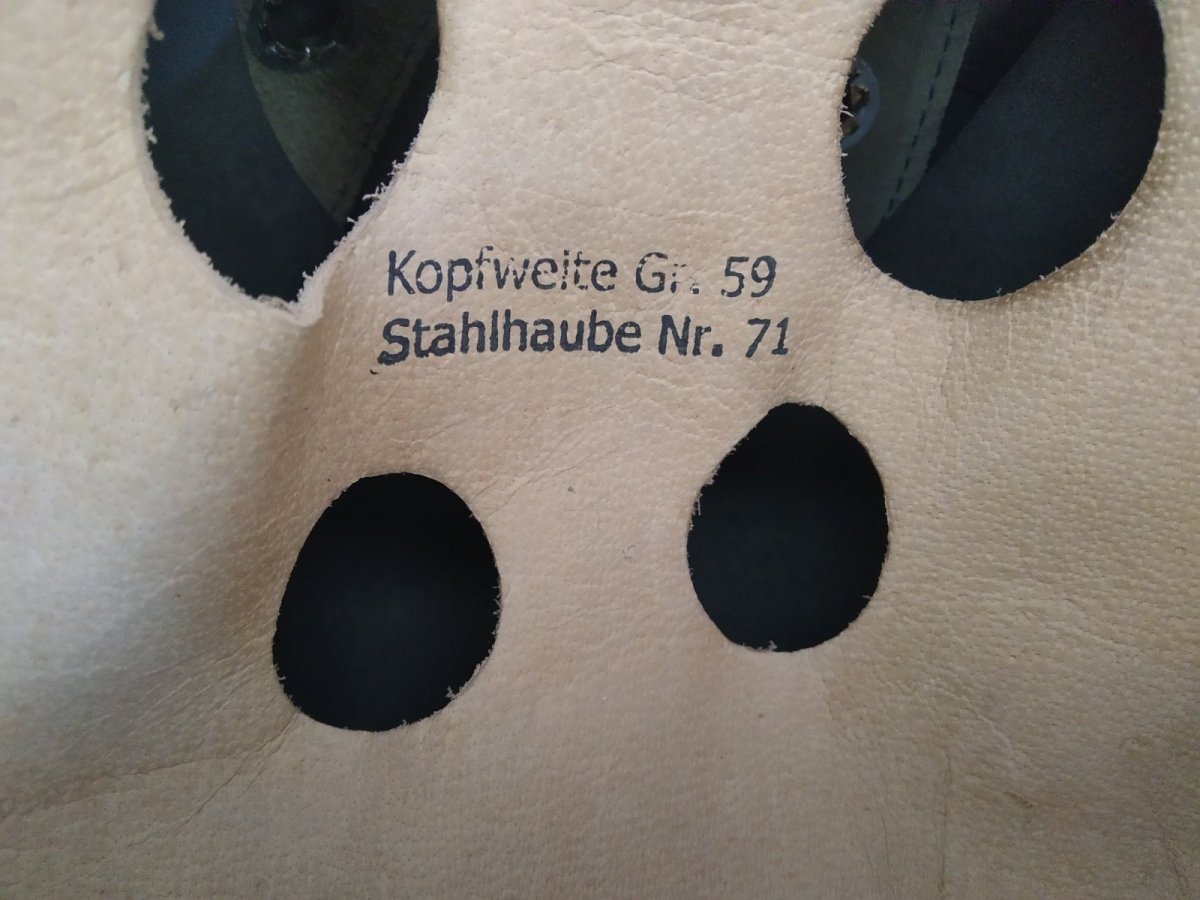 Kopfweite Gr. 59
Stahlhaube Nr. 71